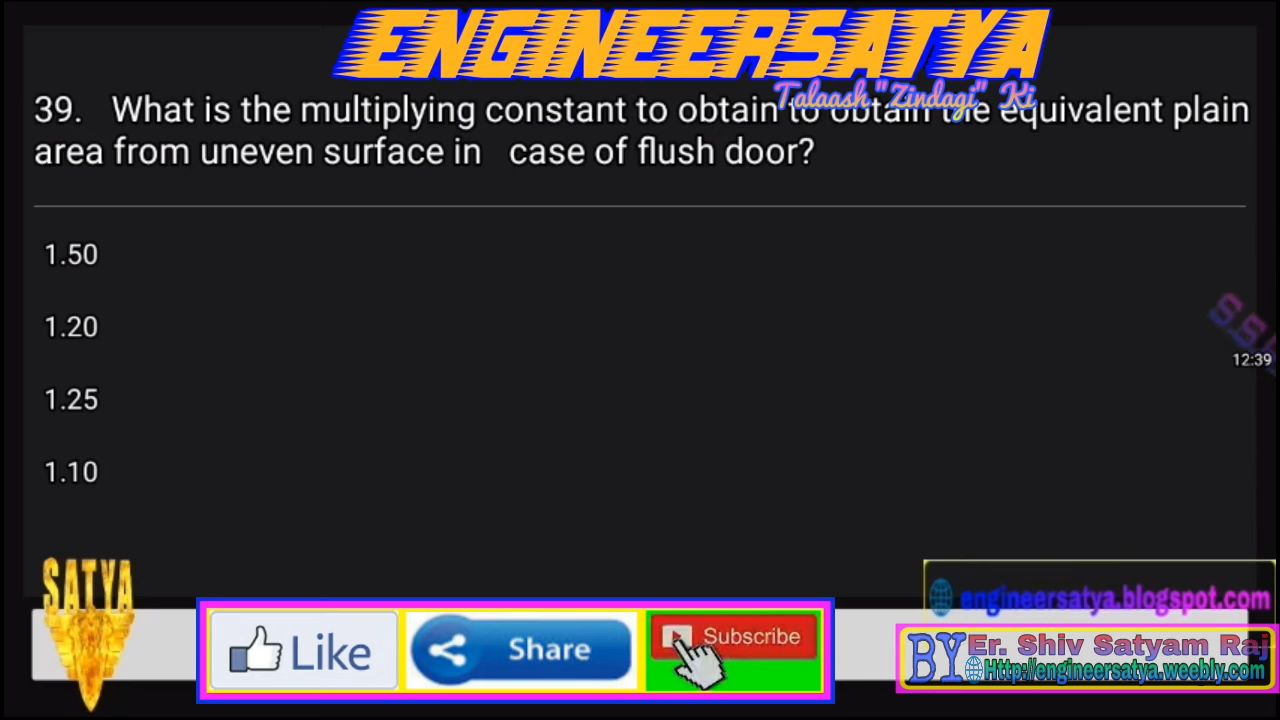 ENGINEERSATYA
Talaash "Zindagi" Ki
39. What is the multiplying constant to obtain to obtain the equivalent plain
area from uneven surface in case of flush door?
1.50
1.20
1.25
1.10
S.S.
12:39
SATYA
Like
Share
Subscribe
engineersatya.blogspot.com
BY Er. Shiv Satyam Raj
Http:engineersatya.weebly.com